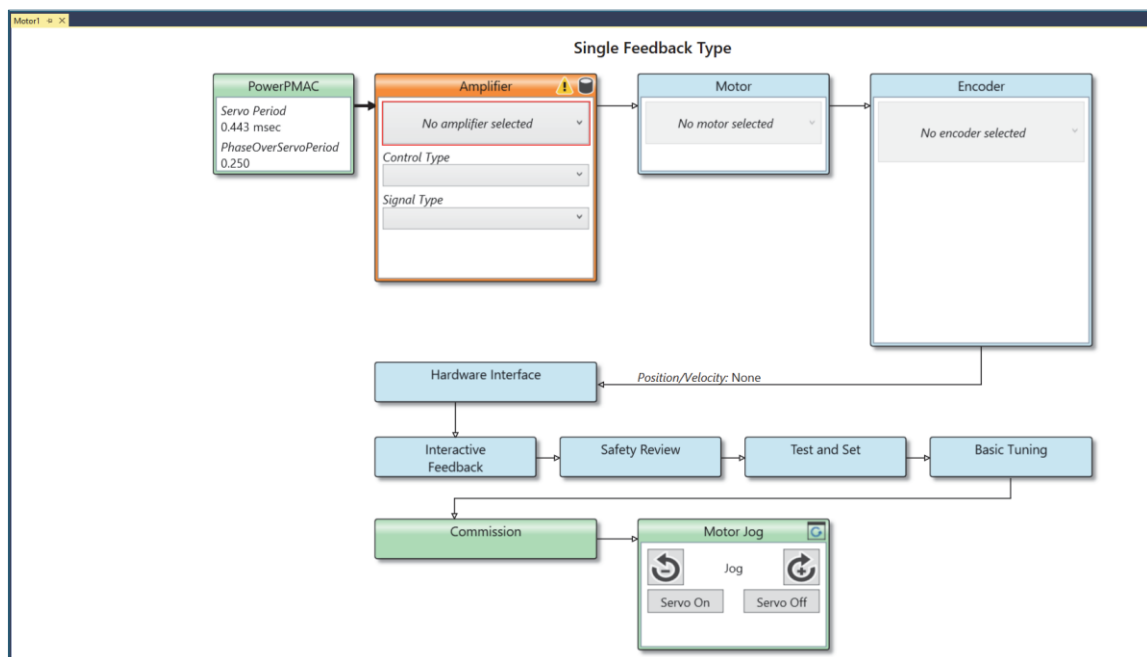 Motor1
Single Feedback Type
PowerPMAC
Servo Period
0.443 msec
PhaseOverServoPeriod
0.250
Amplifier
No amplifier selected
Control Type
Signal Type
Motor
No motor selected
Encoder
No encoder selected
Position/Velocity: None
Hardware Interface
Interactive
Feedback
Safety Review
Test and Set
Basic Tuning
Commission
Motor Jog
Jog
Servo On
Servo Off